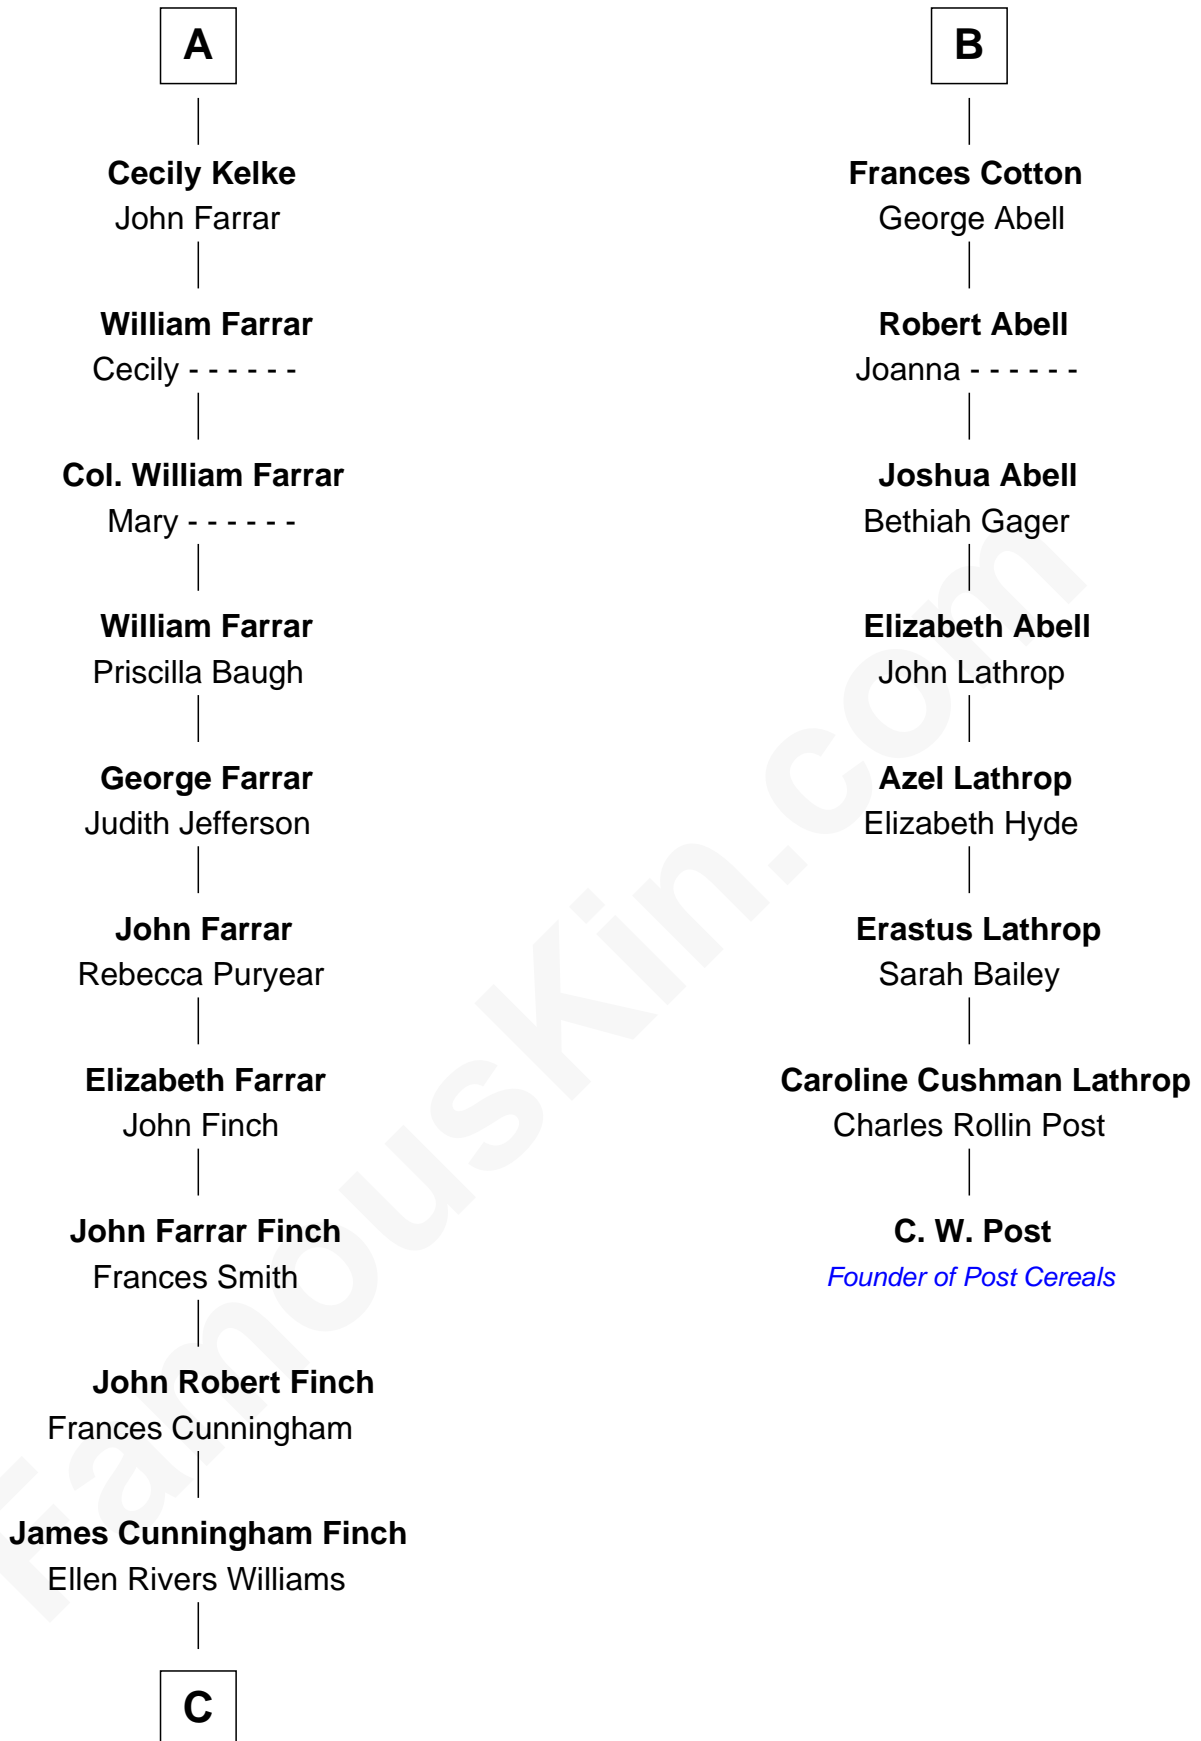 A
Cecily Kelke
John Farrar
William Farrar
Cecily - - - - - -
Col. William Farrar
Mary - - - - - -
William Farrar
Priscilla Baugh
George Farrar
Judith Jefferson
John Farrar
Rebecca Puryear
Elizabeth Farrar
John Finch
John Farrar Finch
Frances Smith
John Robert Finch
Frances Cunningham
James Cunningham Finch
Ellen Rivers Williams
C
B
Frances Cotton
George Abell
Robert Abell
Joanna - - - - - -
Joshua Abell
Bethiah Gager
Elizabeth Abell
John Lathrop
Azel Lathrop
Elizabeth Hyde
Erastus Lathrop
Sarah Bailey
Caroline Cushman Lathrop
Charles Rollin Post
C. W. Post
Founder of Post Cereals
FamousKin.com